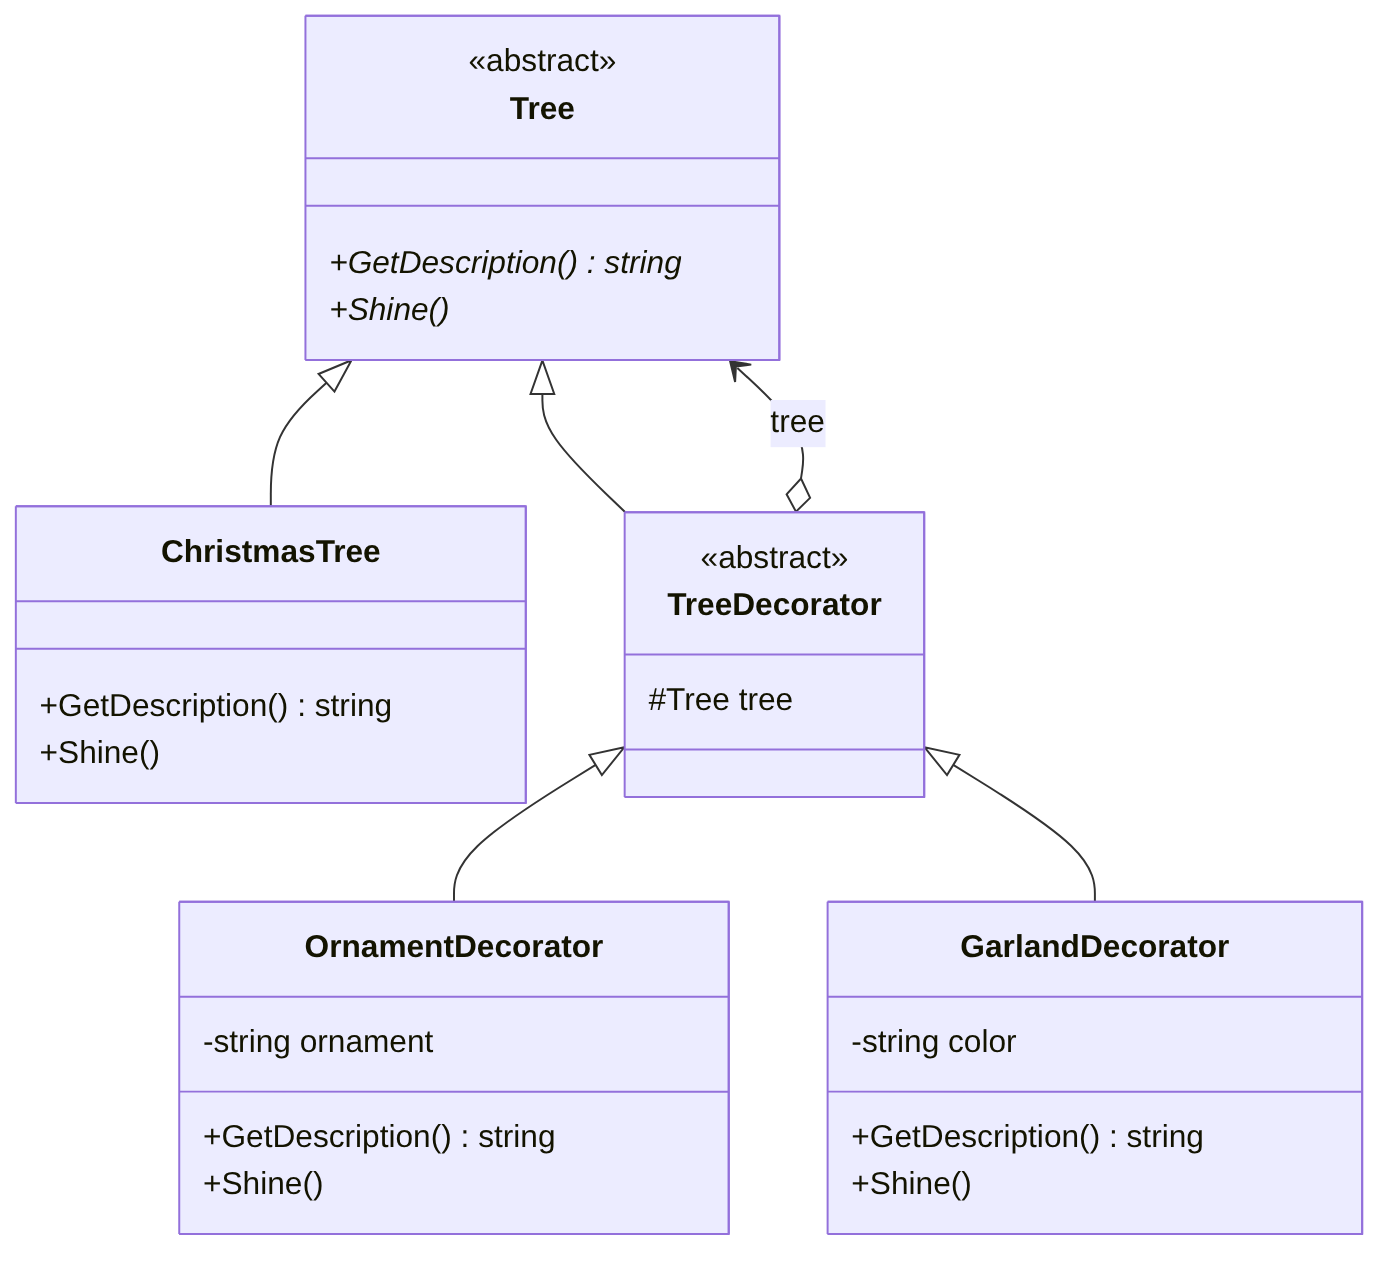 «abstract»
Tree
+GetDescription() : string
+Shine()
tree
ChristmasTree
+GetDescription() : string
+Shine()
«abstract»
TreeDecorator
#Tree tree
OrnamentDecorator
-string ornament
+GetDescription() : string
+Shine()
GarlandDecorator
-string color
+GetDescription() : string
+Shine()